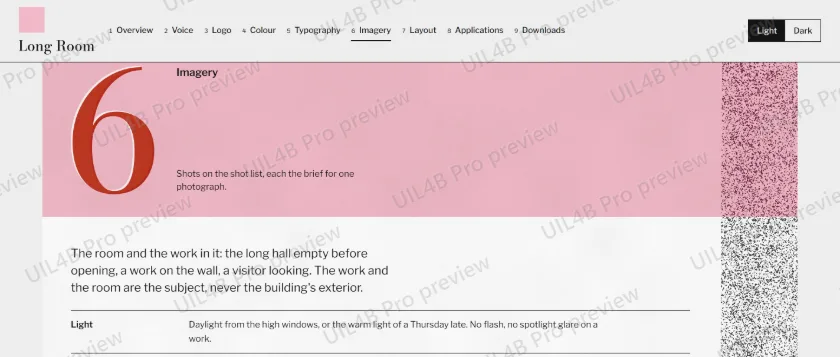 Long Room
1 Overview 2 Voice 3 Logo 4 Colour 5 Typography 6 Imagery 7 Layout 8 Applications 9 Downloads
Light Dark
6
Imagery
Shots on the shot list, each the brief for one
photograph.
The room and the work in it: the long hall empty before
opening, a work on the wall, a visitor looking. The work and
the room are the subject, never the building's exterior.
Light
Daylight from the high windows, or the warm light of a Thursday late. No flash, no spotlight glare on a
work.
UIL4B Pro preview